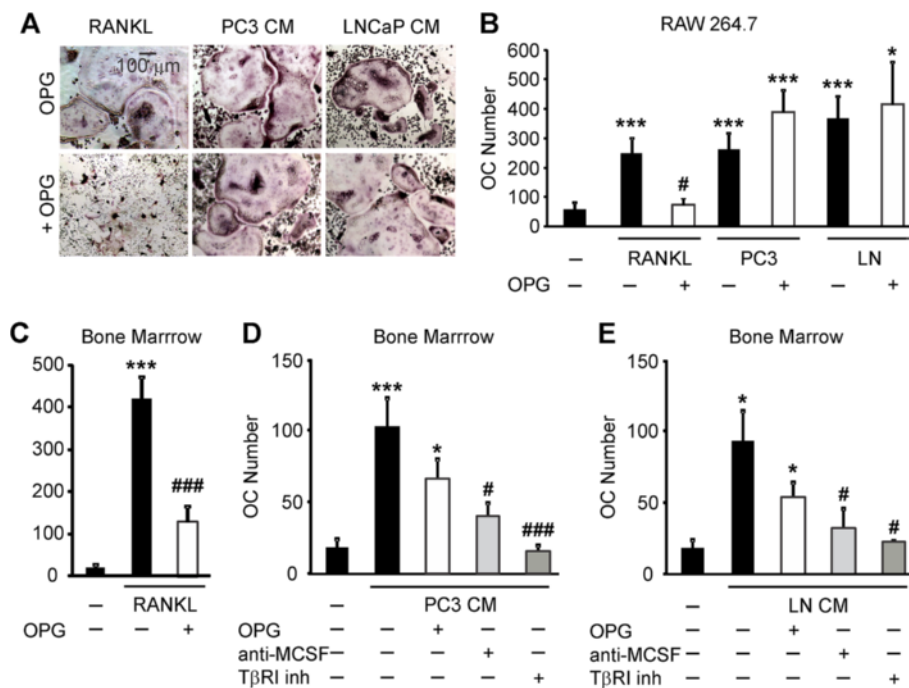 A
RANKL PC3 CM LNCaP CM
100 μm
OPG
+ OPG
B
RAW 264.7
OC Number
600
500
400
300
200
100
0
*** # *** *** *** *
– RANKL PC3 LN
OPG – + – + – +
C
Bone Marrrow
500
400
300
200
100
0
*** ###
– RANKL
OPG – – +
D
Bone Marrrow
OC Number
150
100
50
0
*** * # ###
– PC3 CM
OPG – – + – –
anti-MCSF – – – + –
TβRI inh – – – – +
E
Bone Marrrow
OC Number
150
100
50
0
* * # #
– LN CM
OPG – – + – –
anti-MCSF – – – + –
TβRI inh – – – – +